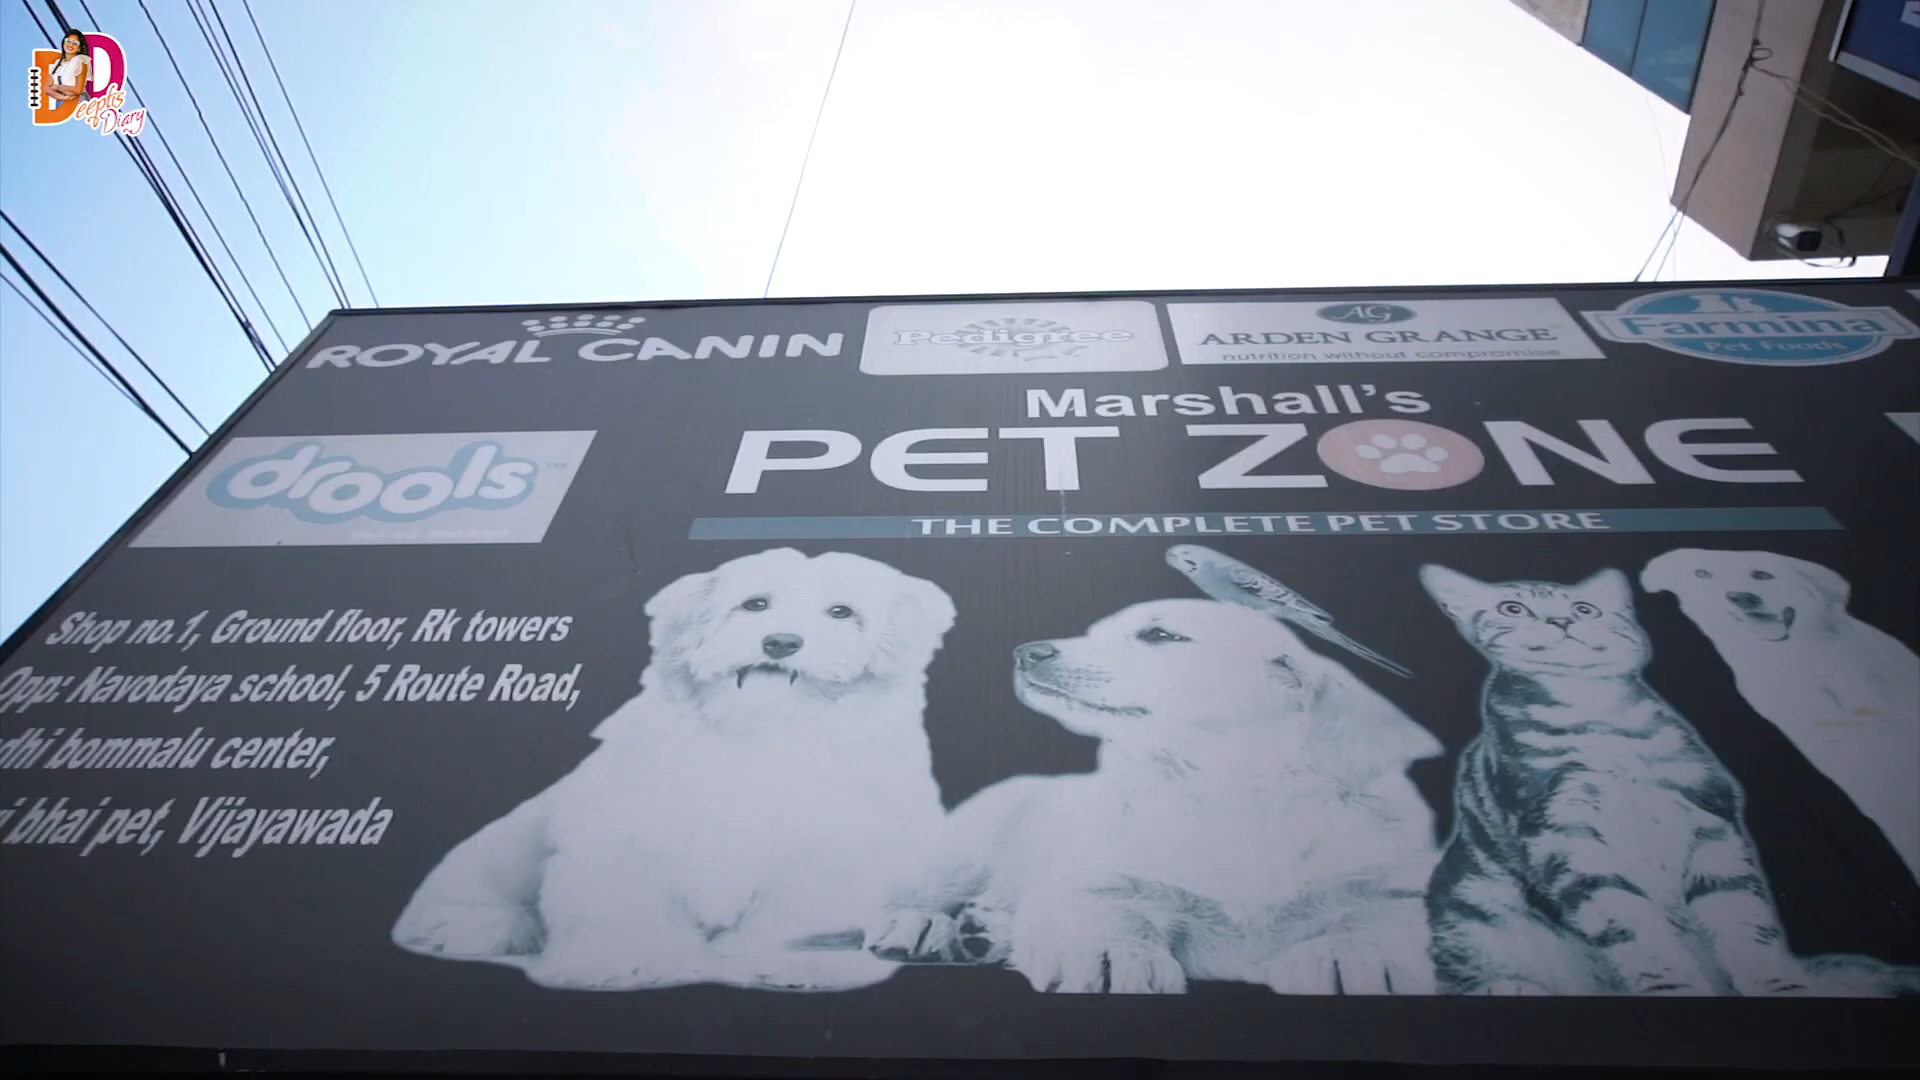 Deeptis
Diary
ROYAL CANIN
Pedigree
AG
ARDEN GRANGE
nutrition without compromise
Farmina
Pet Foods
Marshall's
PET ZONE
THE COMPLETE PET STORE
drools
Shop no.1, Ground floor, Rk towers
Opp: Navodaya school, 5 Route Road,
bommalu center,
bhai pet, Vijayawada